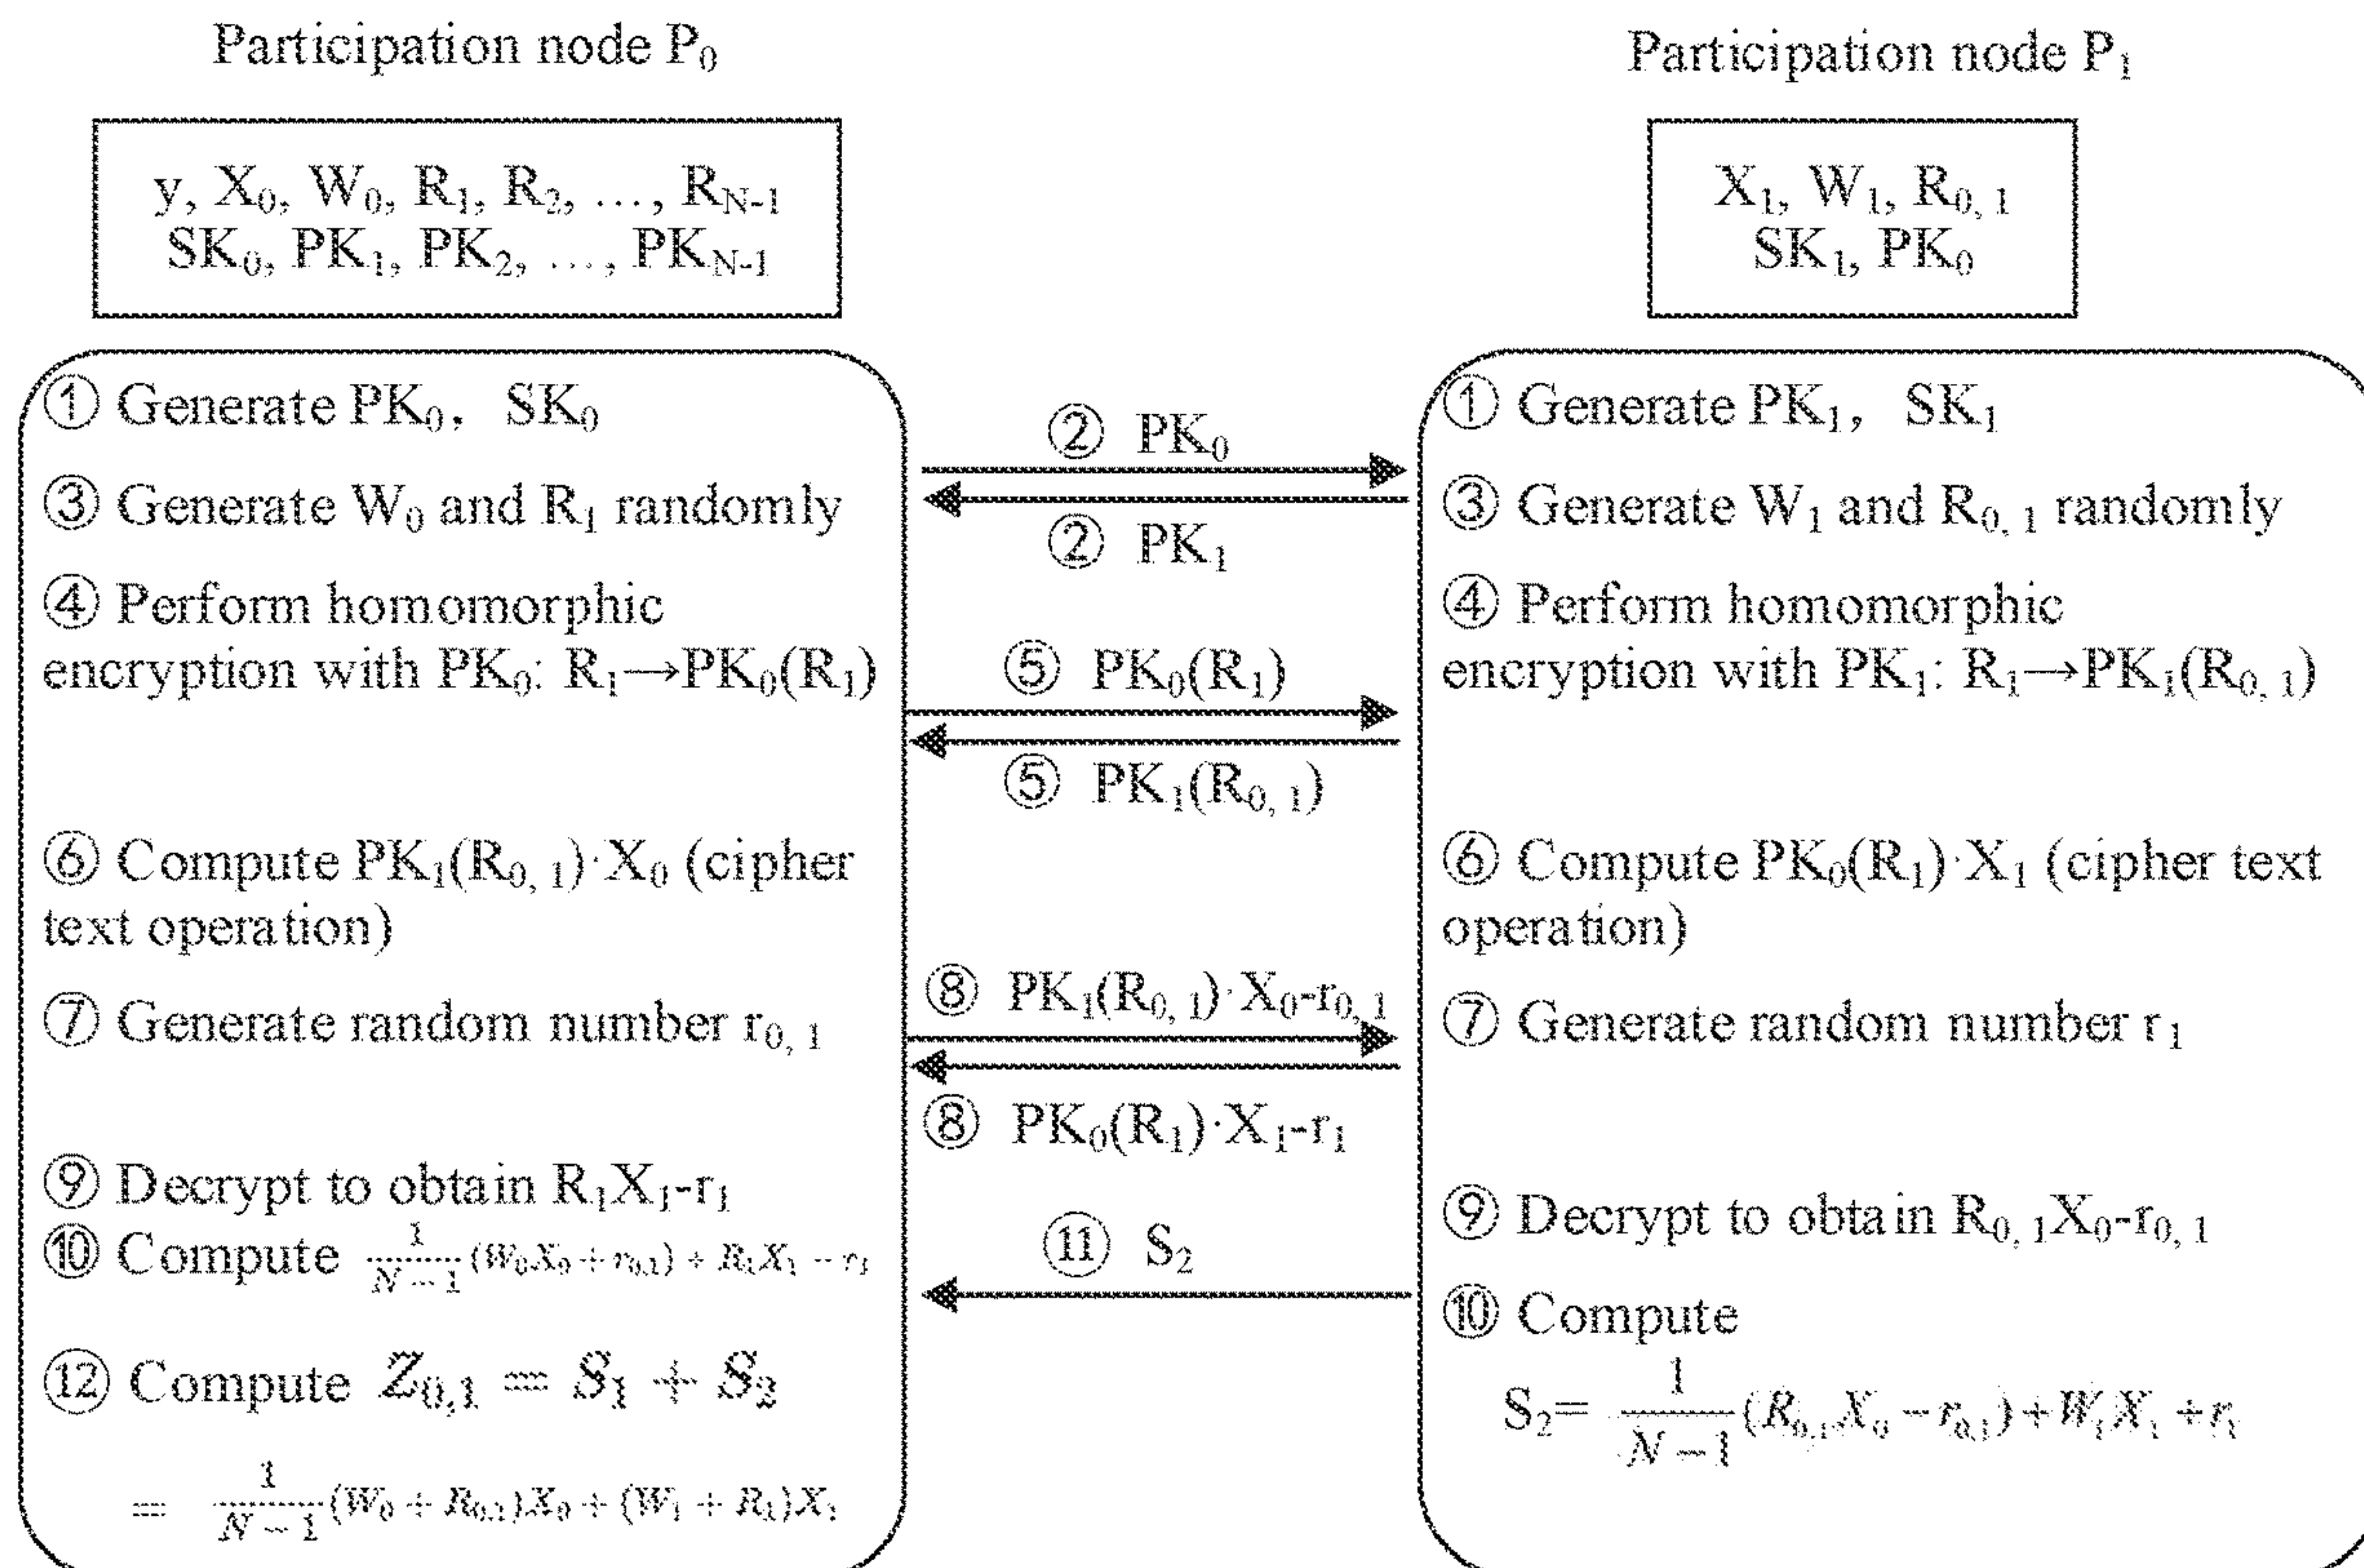 Participation node P₀
y, X₀, W₀, R₁, R₂, …, R_N-1
SK₀, PK₁, PK₂, …, PK_N-1
① Generate PK₀, SK₀
③ Generate W₀ and R₁ randomly
④ Perform homomorphic
encryption with PK₀: R₁→PK₀(R₁)
⑥ Compute PK₁(R₀, ₁)·X₀ (cipher
text operation)
⑦ Generate random number r₀, ₁
⑨ Decrypt to obtain R₁X₁-r₁
⑩ Compute 1/(N − 1) (W₀X₀ + r₀,₁) + R₁X₁ − r₁
⑫ Compute Z₀,₁ = S₁ + S₂
= 1/(N − 1) (W₀ + R₀,₁)X₀ + (W₁ + R₁)X₁
② PK₀
② PK₁
⑤ PK₀(R₁)
⑤ PK₁(R₀, ₁)
⑧ PK₁(R₀, ₁)·X₀-r₀, ₁
⑧ PK₀(R₁)·X₁-r₁
⑪ S₂
Participation node P₁
X₁, W₁, R₀, ₁
SK₁, PK₀
① Generate PK₁, SK₁
③ Generate W₁ and R₀, ₁ randomly
④ Perform homomorphic
encryption with PK₁: R₁→PK₁(R₀, ₁)
⑥ Compute PK₀(R₁)·X₁ (cipher text
operation)
⑦ Generate random number r₁
⑨ Decrypt to obtain R₀, ₁X₀-r₀, ₁
⑩ Compute
S₂= 1/(N − 1) (R₀,₁X₀ − r₀,₁) + W₁X₁ + r₁